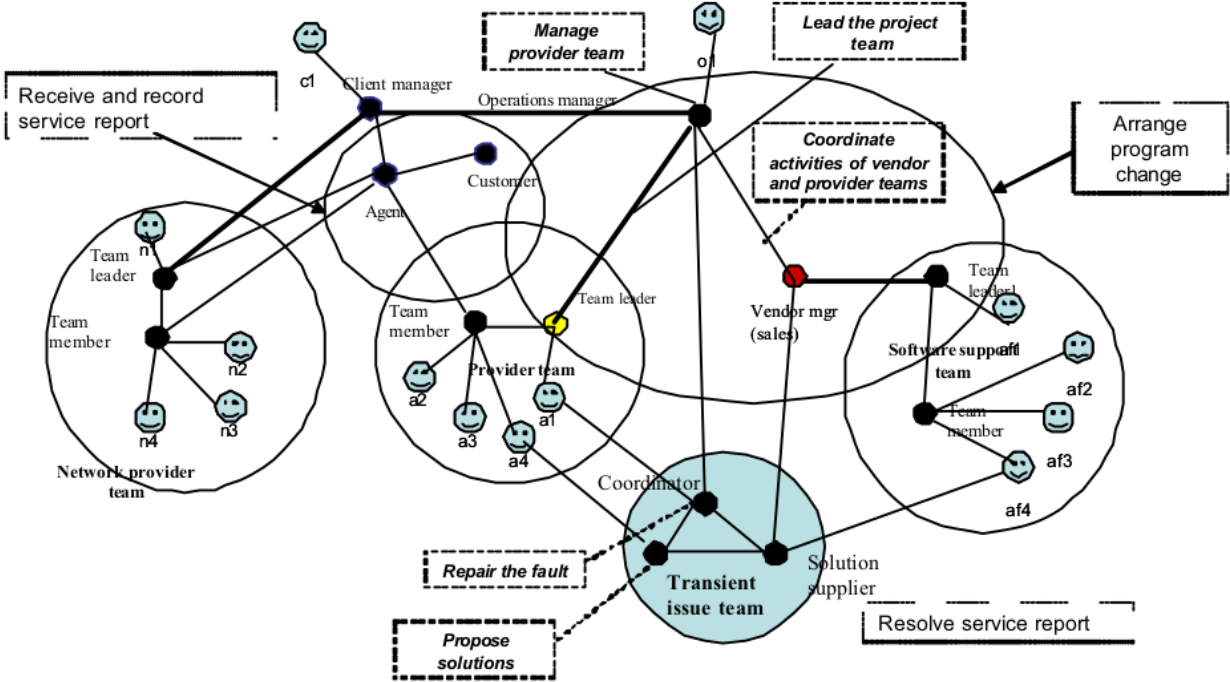 Manage
provider team
Lead the project
team
o1
c1
Client manager
Receive and record
service report
Operations manager
Arrange
program
change
Coordinate
activities of vendor
and provider teams
Customer
Agent
n1
Team
leader
Team
member
n2
n3
n4
Network provider
team
Team
member
Team leader
Provider team
a2
a1
a3
a4
Vendor mgr
(sales)
Team
leaderl
af1
Software support
team
af2
Team
member
af3
af4
Coordinator
Repair the fault
Transient
issue team
Solution
supplier
Propose
solutions
Resolve service report